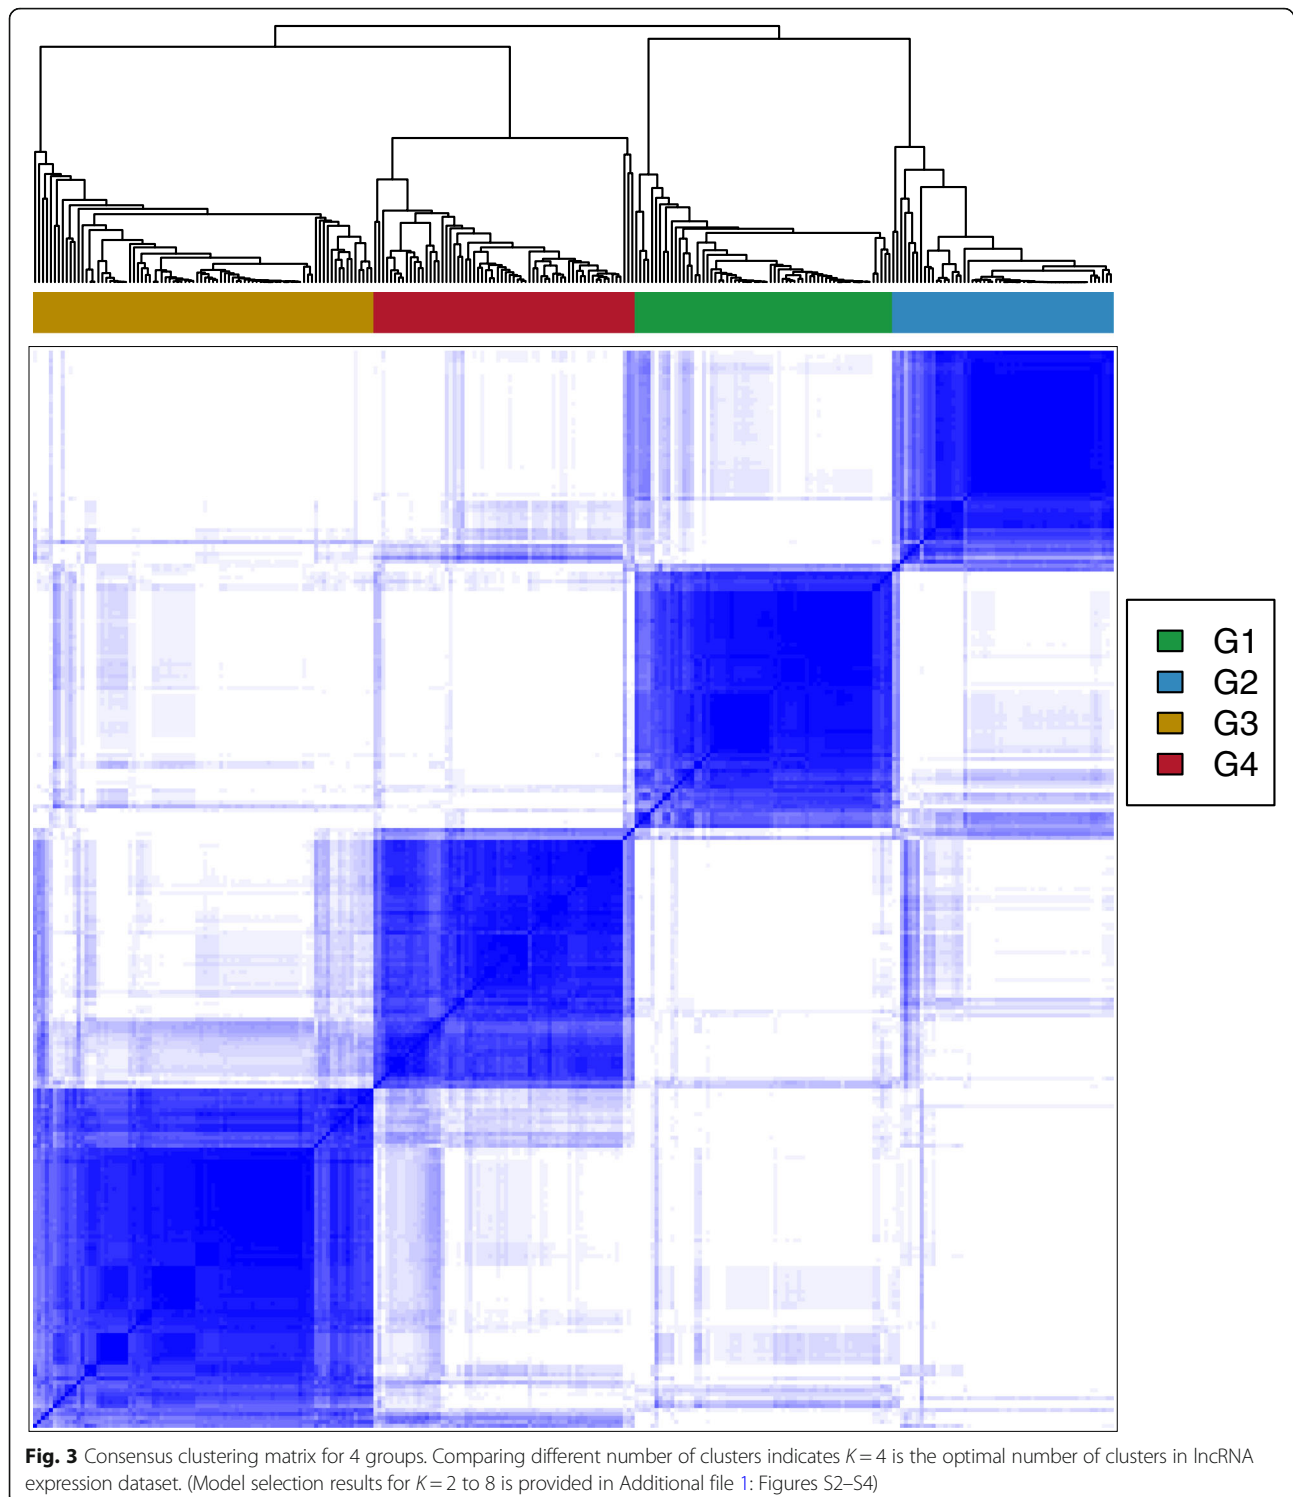 G1
G2
G3
G4
Fig. 3 Consensus clustering matrix for 4 groups. Comparing different number of clusters indicates K = 4 is the optimal number of clusters in lncRNA
expression dataset. (Model selection results for K = 2 to 8 is provided in Additional file 1: Figures S2–S4)